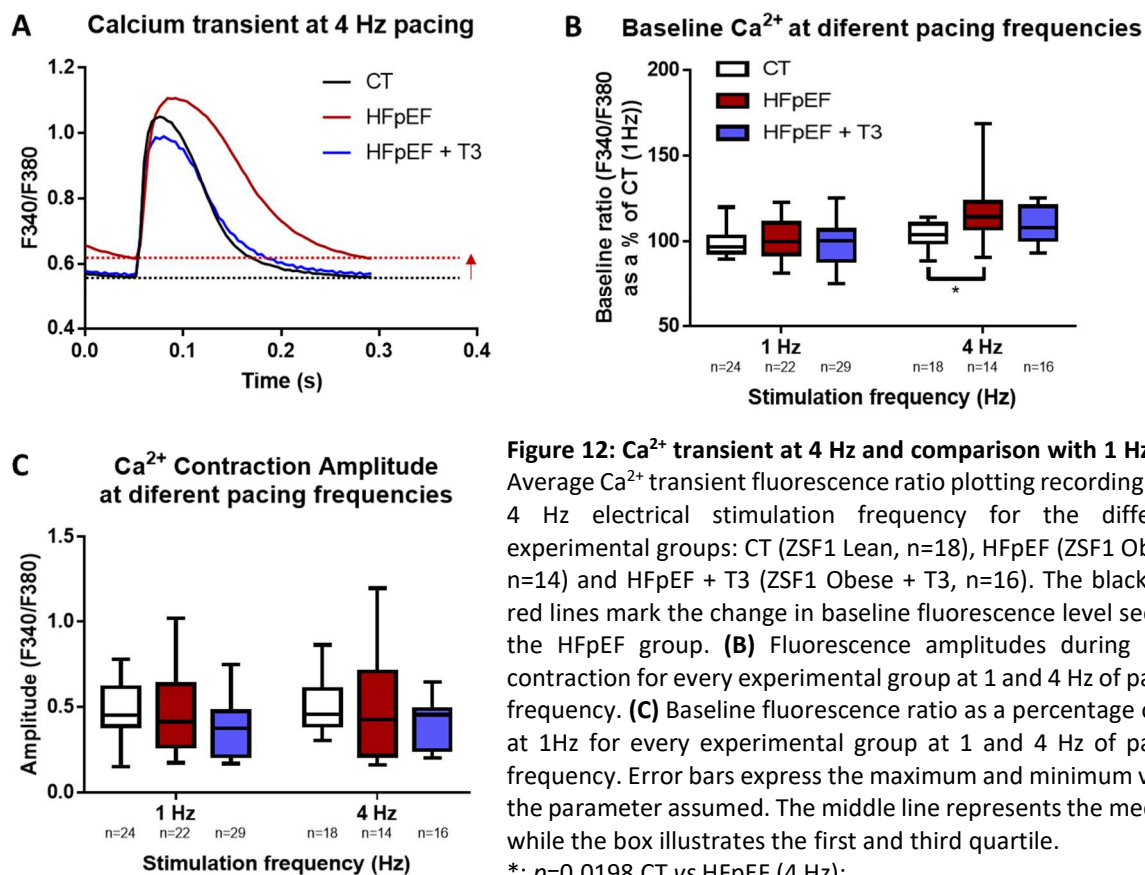 A
Calcium transient at 4 Hz pacing
1.2
1.0
0.8
0.6
0.4
F340/F380
CT
HFpEF
HFpEF + T3
0.0 0.1 0.2 0.3 0.4
Time (s)
B
Baseline Ca²⁺ at diferent pacing frequencies
200
150
100
50
Baseline ratio (F340/F380
as a % of CT (1Hz))
CT
HFpEF
HFpEF + T3
*
1 Hz 4 Hz
n=24 n=22 n=29 n=18 n=14 n=16
Stimulation frequency (Hz)
C
Ca²⁺ Contraction Amplitude
at diferent pacing frequencies
1.5
1.0
0.5
0.0
Amplitude (F340/F380)
1 Hz 4 Hz
n=24 n=22 n=29 n=18 n=14 n=16
Stimulation frequency (Hz)
Figure 12: Ca²⁺ transient at 4 Hz and comparison with 1 Hz
Average Ca²⁺ transient fluorescence ratio plotting recording
4 Hz electrical stimulation frequency for the
experimental groups: CT (ZSF1 Lean, n=18), HFpEF (ZSF1
n=14) and HFpEF + T3 (ZSF1 Obese + T3, n=16). The black
red lines mark the change in baseline fluorescence level
the HFpEF group. (B) Fluorescence amplitudes during
contraction for every experimental group at 1 and 4 Hz of
frequency. (C) Baseline fluorescence ratio as a percentage
at 1Hz for every experimental group at 1 and 4 Hz of
frequency. Error bars express the maximum and minimum
the parameter assumed. The middle line represents the
while the box illustrates the first and third quartile.
*: p=0.0198 CT vs HFpEF (4 Hz);